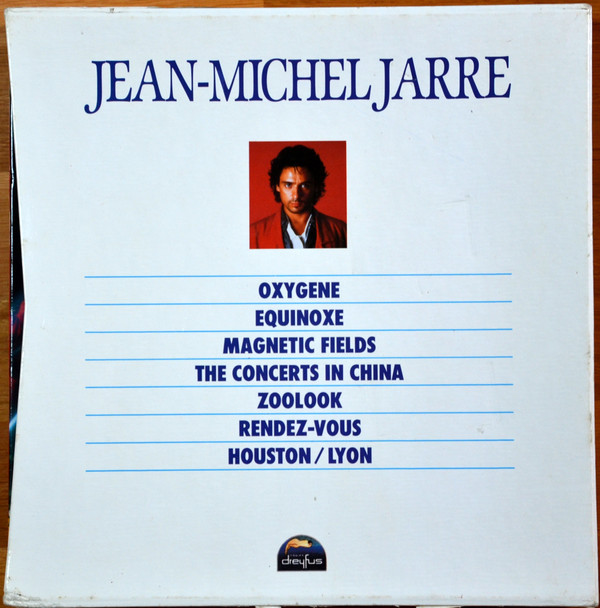 JEAN-MICHEL JARRE
OXYGENE
EQUINOXE
MAGNETIC FIELDS
THE CONCERTS IN CHINA
ZOOLOOK
RENDEZ-VOUS
HOUSTON / LYON
dreyfus